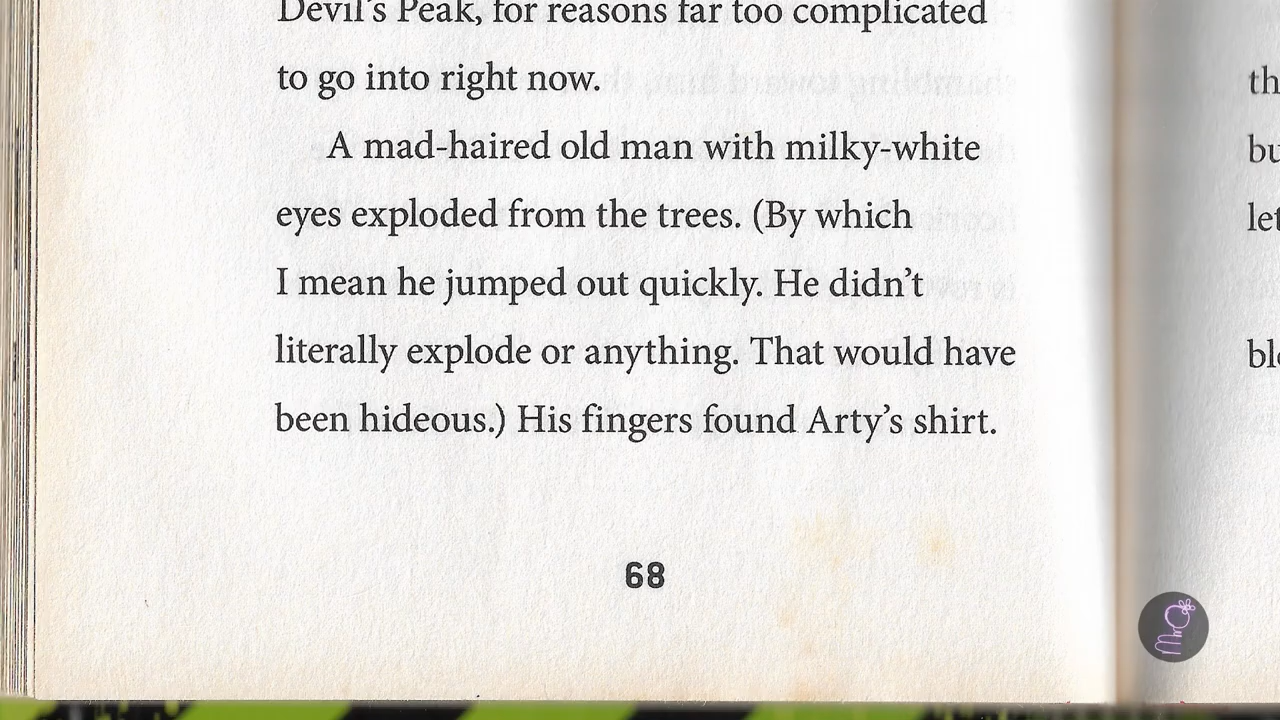 Devil's Peak, for reasons far too complicated
to go into right now.
A mad-haired old man with milky-white
eyes exploded from the trees. (By which
I mean he jumped out quickly. He didn't
literally explode or anything. That would have
been hideous.) His fingers found Arty's shirt.
68